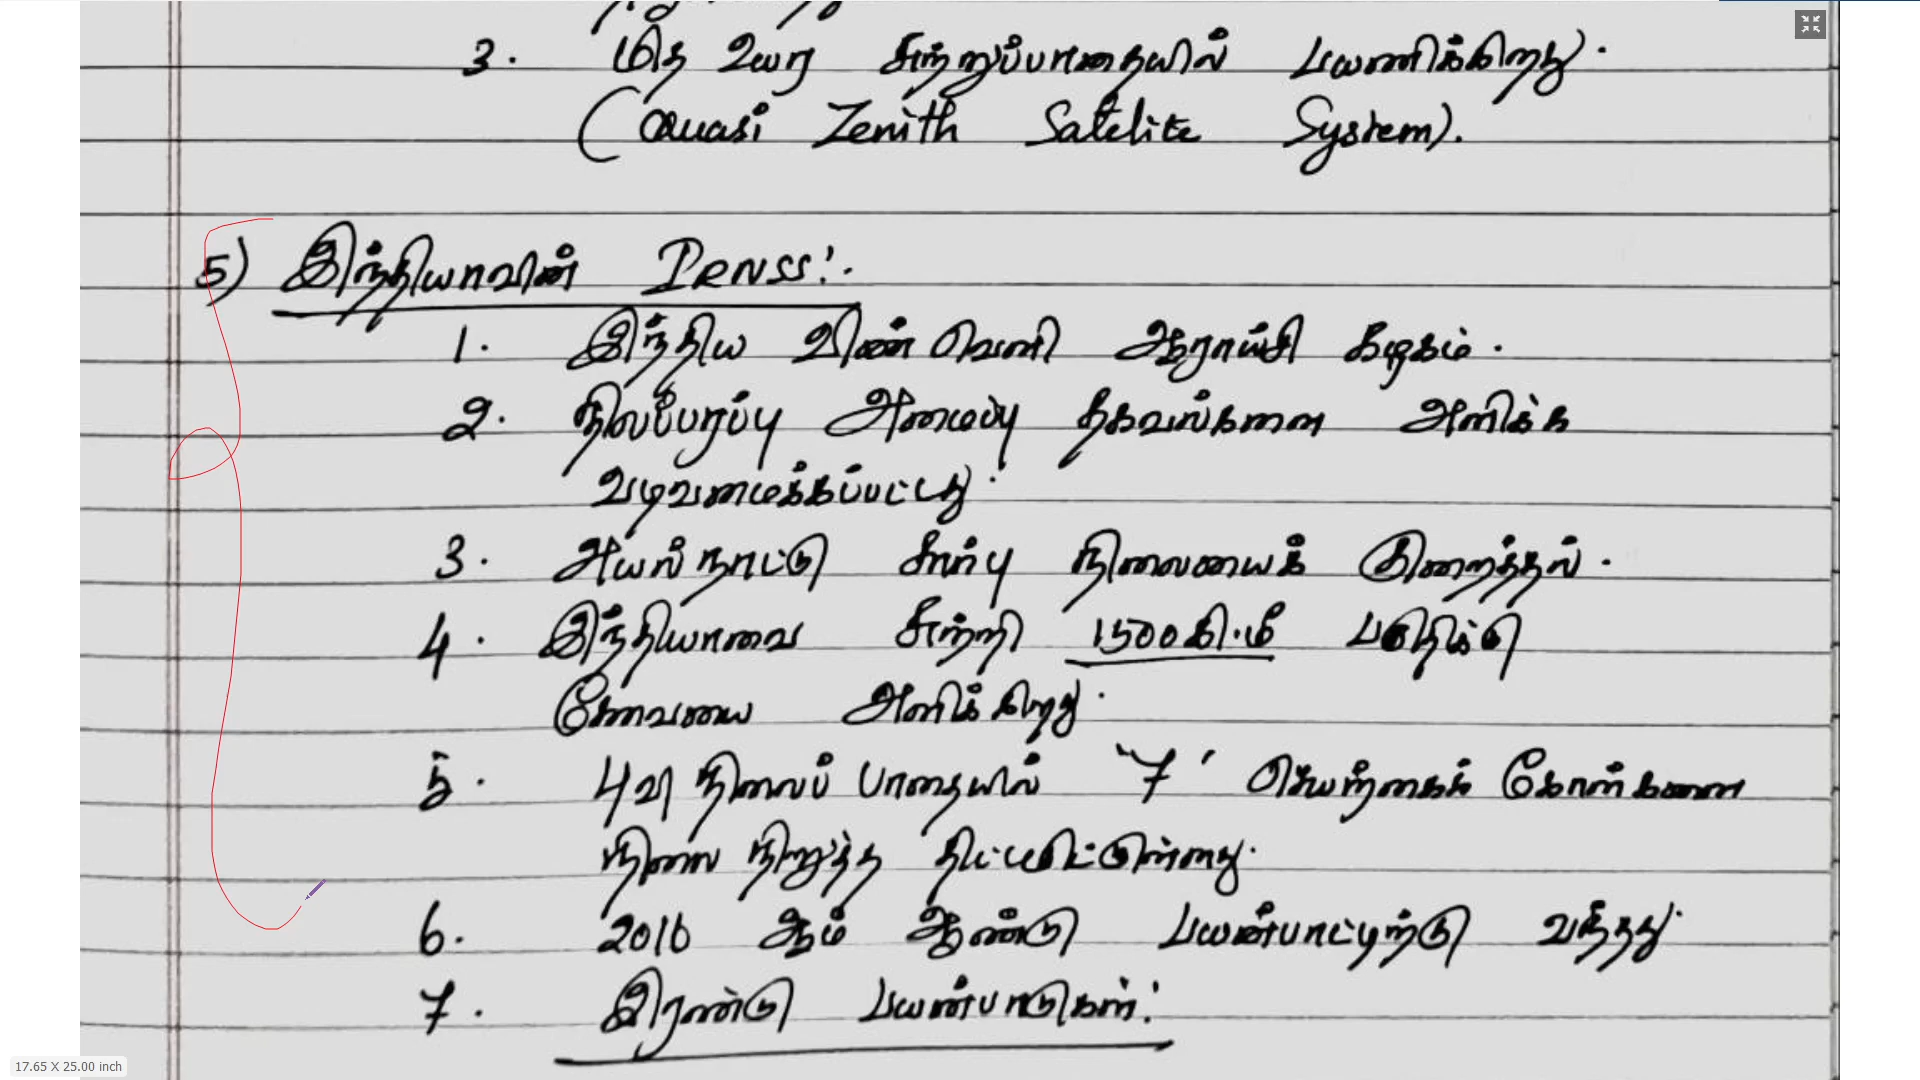 3. மித உயர சுற்றுப்பாதையில் பயணிக்கிறது.
(Quasi Zenith Satelite System).
5) இந்தியாவின் IRNSS:.
1. இந்திய விண்வெளி ஆராய்சி கழகம்.
2. நிலப்பரப்பு அமைப்பு தகவல்களை அளிக்க
வடிவமைக்கப்பட்டது.
3. அயல்நாட்டு சார்பு நிலையைக் குறைத்தல்.
4. இந்தியாவை சுற்றி 1500கி.மீ பகுதிக்கு
சேவையை அளிக்கிறது.
5. புவி நிலைப் பாதையில் '7' செயற்கைக் கோள்களை
நிலை நிறுத்த திட்டமிட்டுள்ளது.
6. 2016 ஆம் ஆண்டு பயன்பாட்டிற்கு வந்தது.
7. இரண்டு பயன்பாடுகள்:
17.65 X 25.00 inch